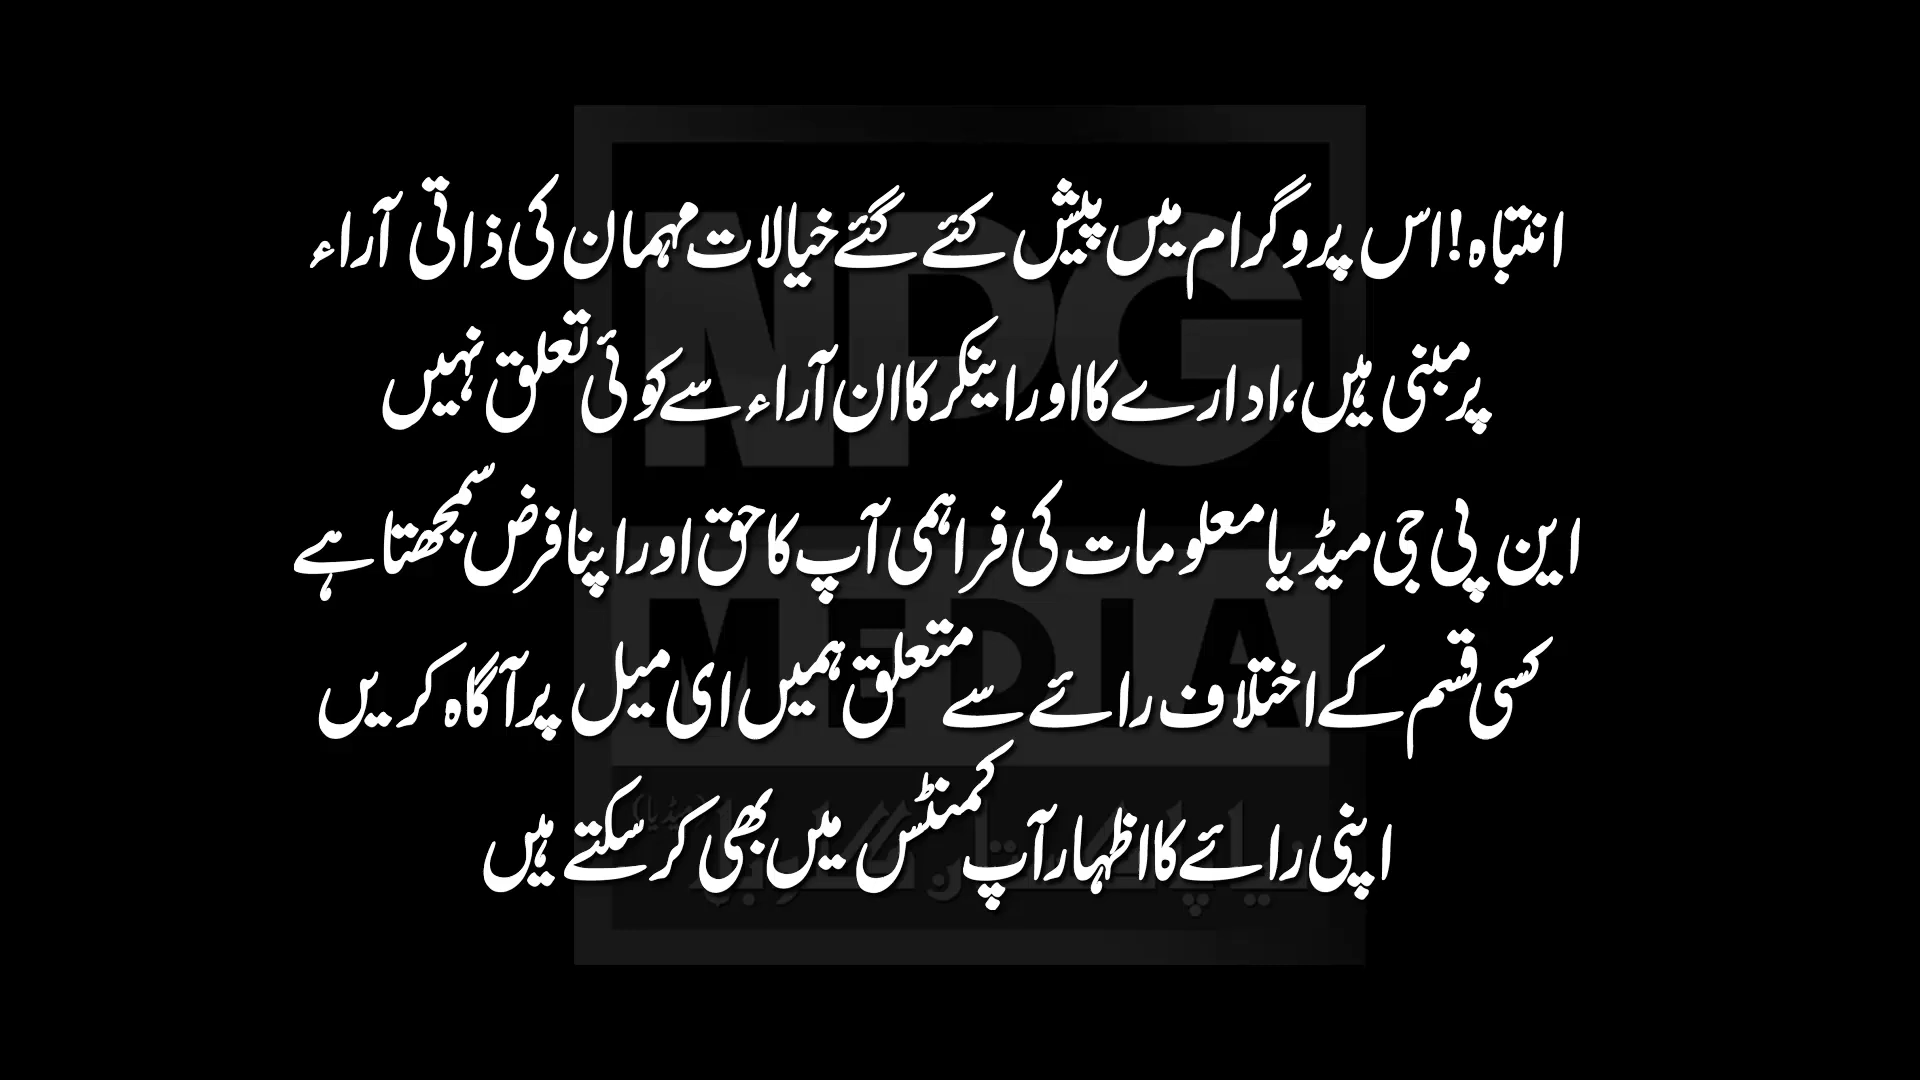 انتباہ! اس پروگرام میں پیش کئے گئے خیالات مہمان کی ذاتی آراء
پر مبنی ہیں، ادارے کا اور اینکر کا ان آراء سے کوئی تعلق نہیں
این پی جی میڈیا معلومات کی فراہمی آپ کا حق اور اپنا فرض سمجھتا ہے
کسی قسم کے اختلاف رائے سے متعلق ہمیں ای میل پر آگاہ کریں
اپنی رائے کا اظہار آپ کمنٹس میں بھی کر سکتے ہیں
NPG
MEDIA